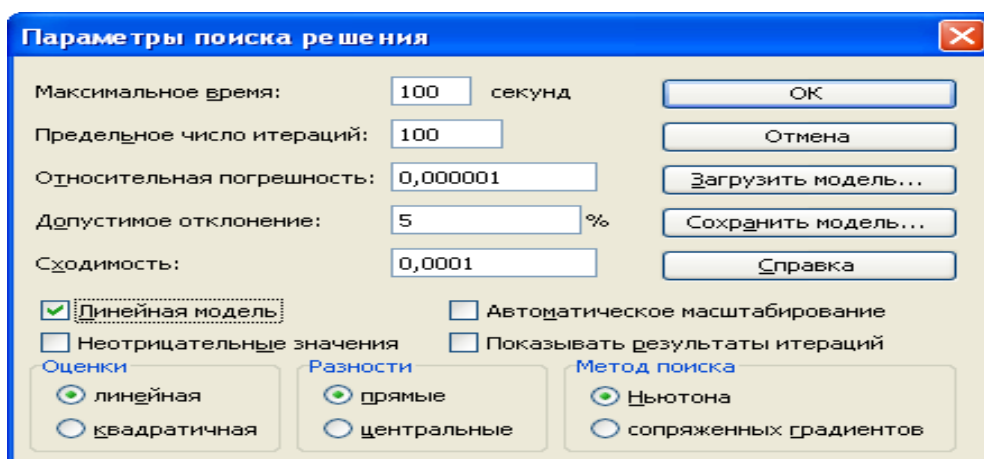 Параметры поиска решения
Максимальное время: 100 секунд OK
Предельное число итераций: 100 Отмена
Относительная погрешность: 0,000001 Загрузить модель...
Допустимое отклонение: 5 % Сохранить модель...
Сходимость: 0,0001 Справка
Линейная модель Автоматическое масштабирование
Неотрицательные значения Показывать результаты итераций
Оценки Разности Метод поиска
линейная прямые Ньютона
квадратичная центральные сопряженных градиентов